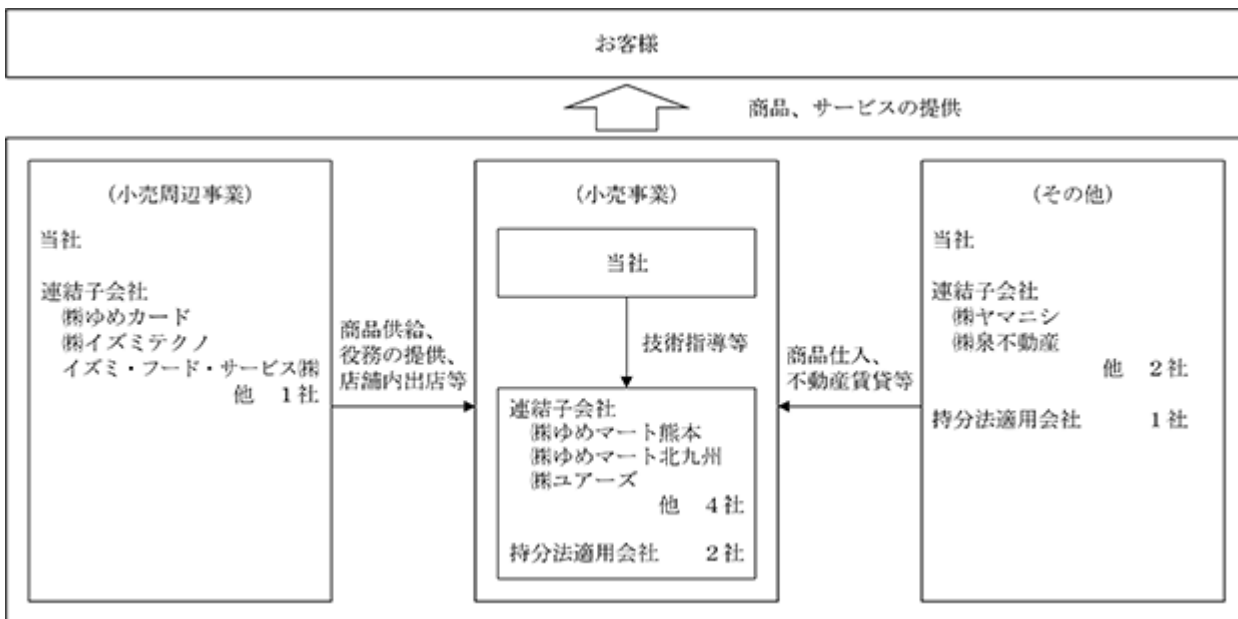 お客様
商品、サービスの提供
(小売周辺事業)
当社
連結子会社
㈱ゆめカード
㈱イズミテクノ
イズミ・フード・サービス㈱
他 1社
商品供給、
役務の提供、
店舗内出店等
(小売事業)
当社
技術指導等
連結子会社
㈱ゆめマート熊本
㈱ゆめマート北九州
㈱ユアーズ
他 4社
持分法適用会社 2社
商品仕入、
不動産賃貸等
(その他)
当社
連結子会社
㈱ヤマニシ
㈱泉不動産
他 2社
持分法適用会社 1社